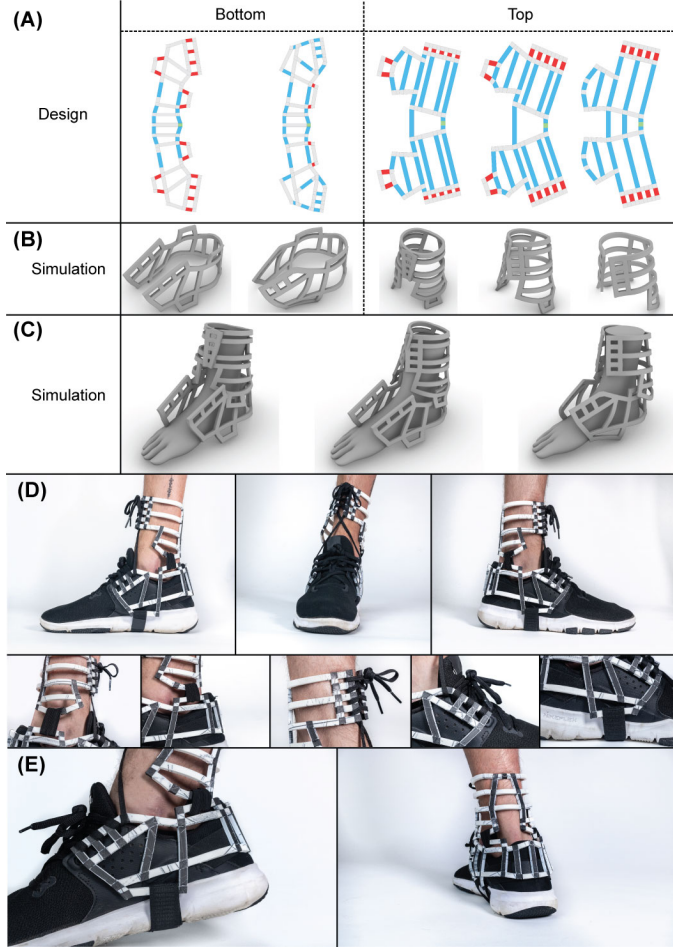 (A)
Bottom
Top
Design
(B)
Simulation
(C)
Simulation
(D)
(E)